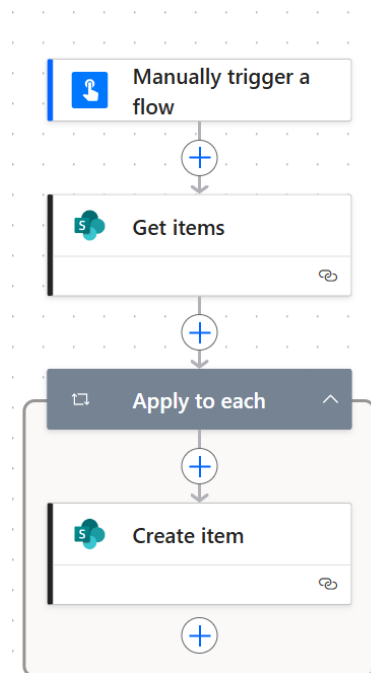 Manually trigger a
flow
Get items
Apply to each
Create item